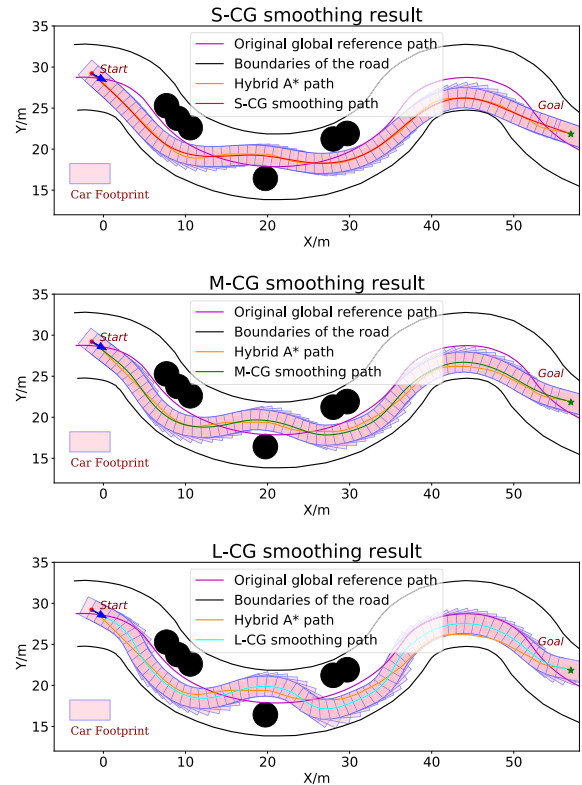 S-CG smoothing result
Original global reference path
Boundaries of the road
Hybrid A* path
S-CG smoothing path
Start
Goal
Car Footprint
Y/m
35
30
25
20
15
0
10
20
30
40
50
X/m
M-CG smoothing result
Original global reference path
Boundaries of the road
Hybrid A* path
M-CG smoothing path
Start
Goal
Car Footprint
Y/m
35
30
25
20
15
0
10
20
30
40
50
X/m
L-CG smoothing result
Original global reference path
Boundaries of the road
Hybrid A* path
L-CG smoothing path
Start
Goal
Car Footprint
Y/m
35
30
25
20
15
0
10
20
30
40
50
X/m